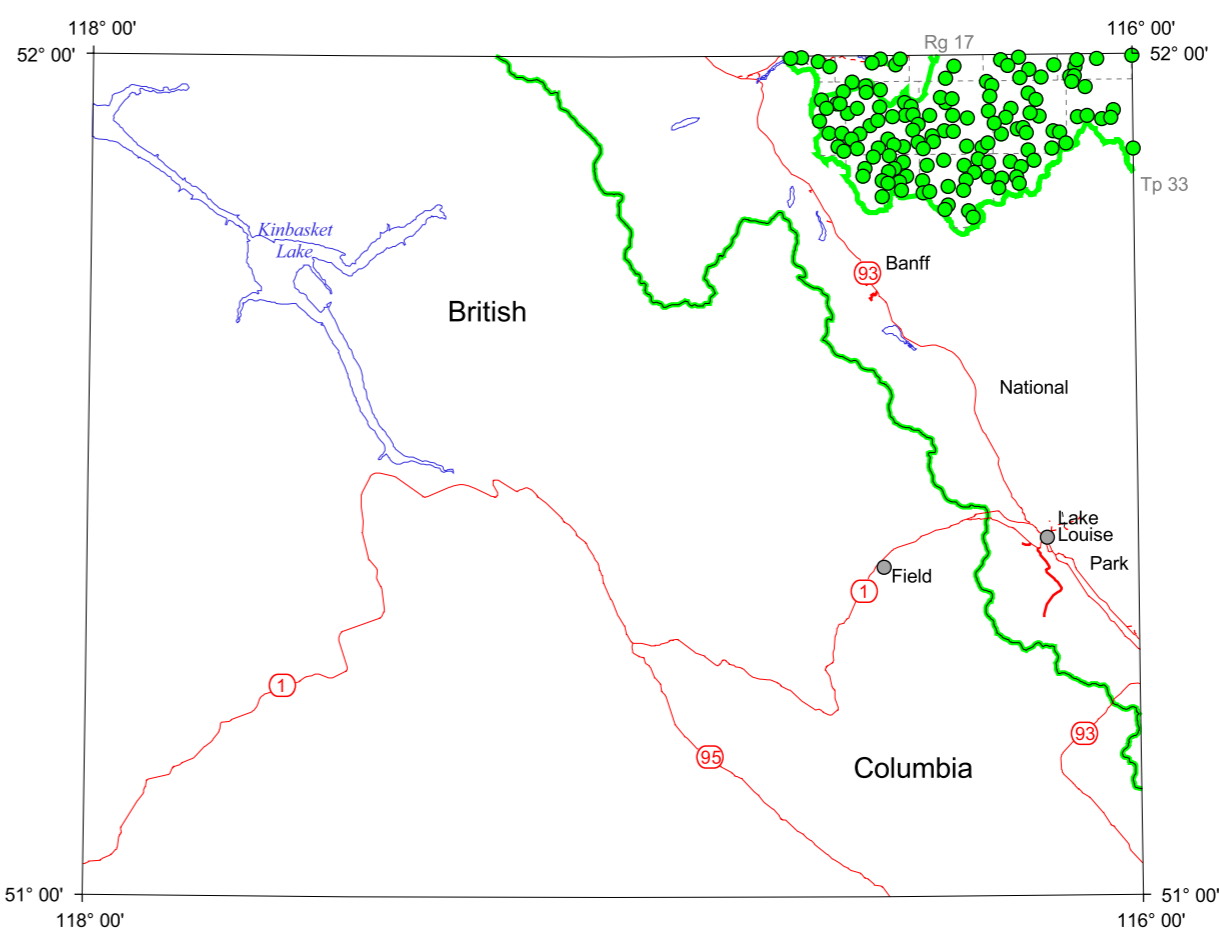 118° 00'
116° 00'
52° 00'
52° 00'
Rg 17
Tp 33
Kinbasket
Lake
93
Banff
British
National
Lake
Louise
Park
Field
1
1
93
95
Columbia
51° 00'
51° 00'
118° 00'
116° 00'